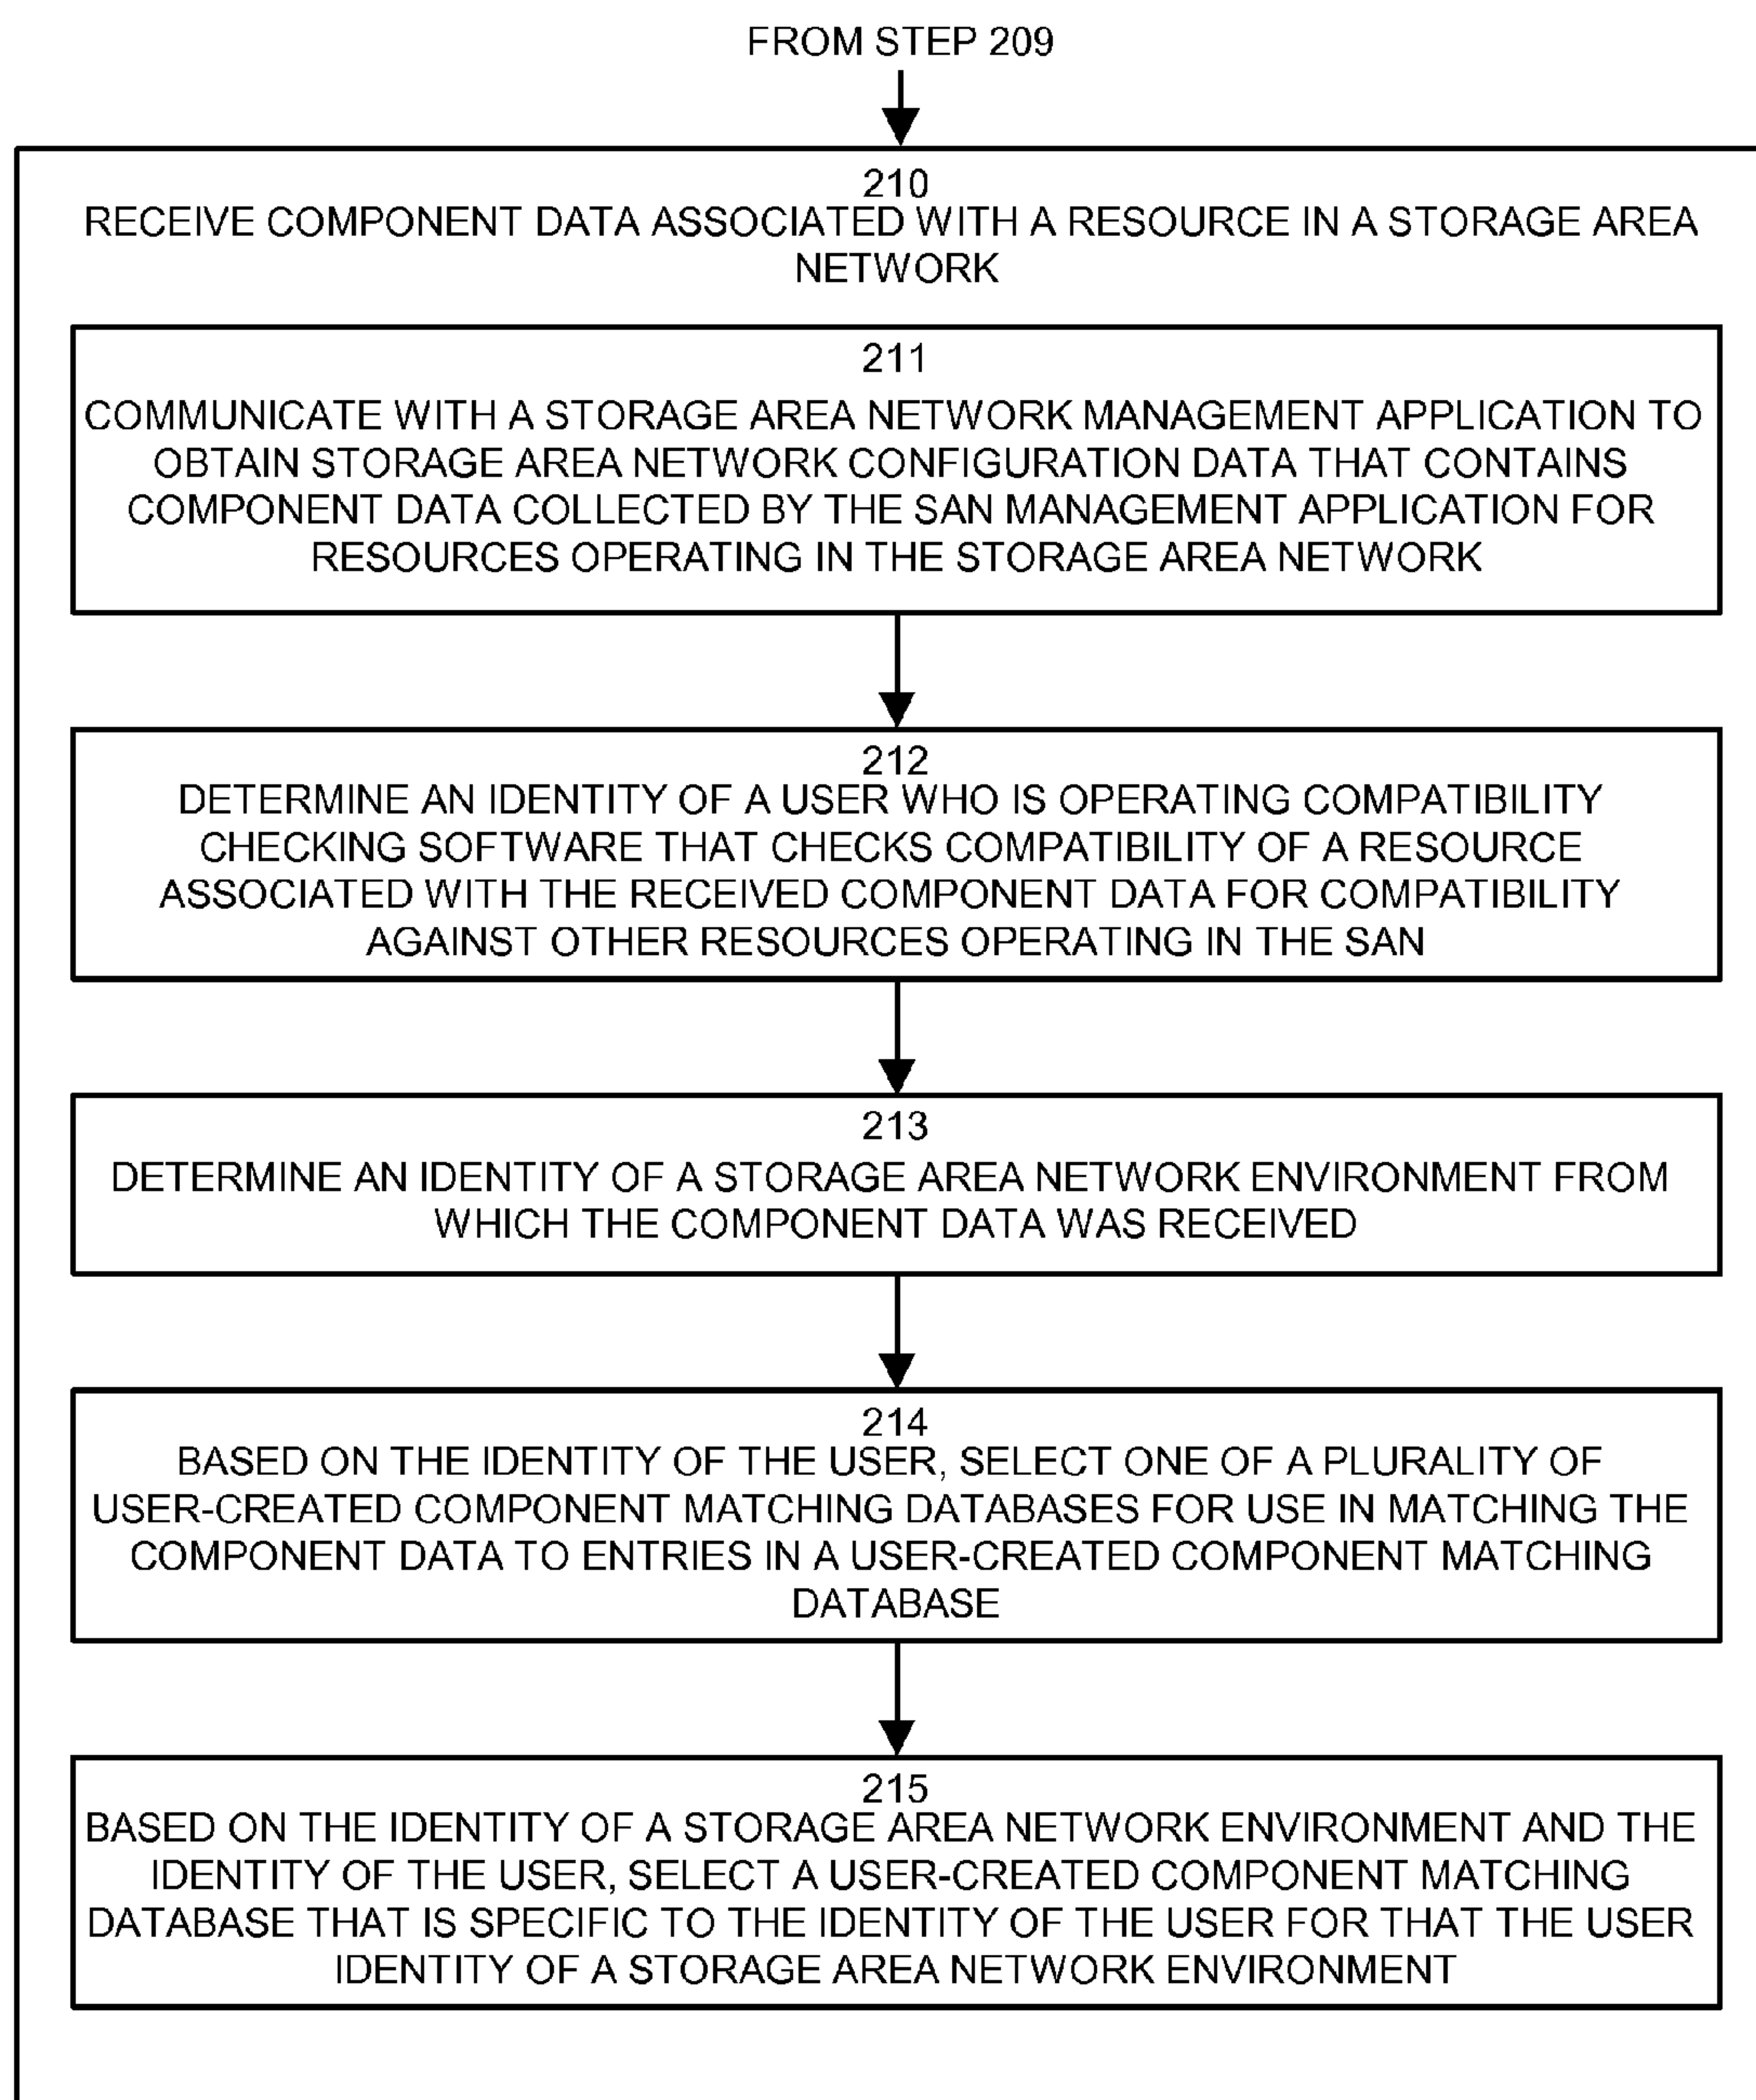 FROM STEP 209
210
RECEIVE COMPONENT DATA ASSOCIATED WITH A RESOURCE IN A STORAGE AREA
NETWORK
211
COMMUNICATE WITH A STORAGE AREA NETWORK MANAGEMENT APPLICATION TO
OBTAIN STORAGE AREA NETWORK CONFIGURATION DATA THAT CONTAINS
COMPONENT DATA COLLECTED BY THE SAN MANAGEMENT APPLICATION FOR
RESOURCES OPERATING IN THE STORAGE AREA NETWORK
212
DETERMINE AN IDENTITY OF A USER WHO IS OPERATING COMPATIBILITY
CHECKING SOFTWARE THAT CHECKS COMPATIBILITY OF A RESOURCE
ASSOCIATED WITH THE RECEIVED COMPONENT DATA FOR COMPATIBILITY
AGAINST OTHER RESOURCES OPERATING IN THE SAN
213
DETERMINE AN IDENTITY OF A STORAGE AREA NETWORK ENVIRONMENT FROM
WHICH THE COMPONENT DATA WAS RECEIVED
214
BASED ON THE IDENTITY OF THE USER, SELECT ONE OF A PLURALITY OF
USER-CREATED COMPONENT MATCHING DATABASES FOR USE IN MATCHING THE
COMPONENT DATA TO ENTRIES IN A USER-CREATED COMPONENT MATCHING
DATABASE
215
BASED ON THE IDENTITY OF A STORAGE AREA NETWORK ENVIRONMENT AND THE
IDENTITY OF THE USER, SELECT A USER-CREATED COMPONENT MATCHING
DATABASE THAT IS SPECIFIC TO THE IDENTITY OF THE USER FOR THAT THE USER
IDENTITY OF A STORAGE AREA NETWORK ENVIRONMENT